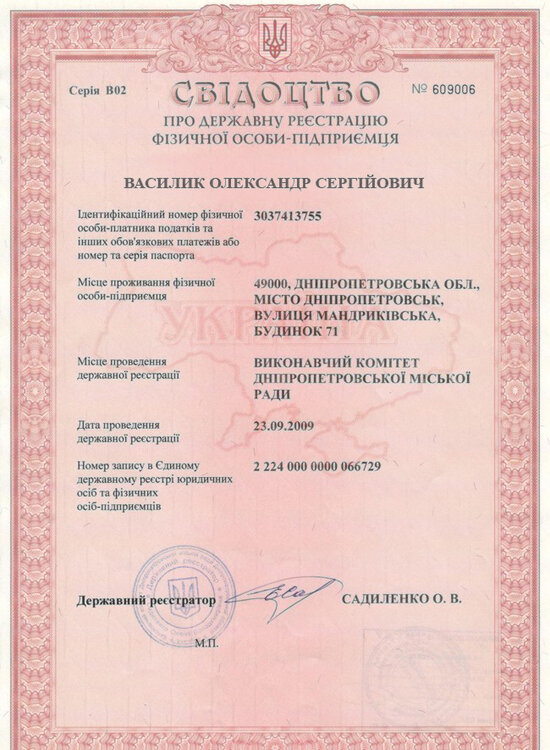 Серія В02
№ 609006
СВІДОЦТВО
ПРО ДЕРЖАВНУ РЕЄСТРАЦІЮ
ФІЗИЧНОЇ ОСОБИ-ПІДПРИЄМЦЯ
ВАСИЛИК ОЛЕКСАНДР СЕРГІЙОВИЧ
Ідентифікаційний номер фізичної 3037413755
особи-платника податків та
інших обов'язкових платежів або
номер та серія паспорта
Місце проживання фізичної
особи-підприємця
49000, ДНІПРОПЕТРОВСЬКА ОБЛ.,
МІСТО ДНІПРОПЕТРОВСЬК,
ВУЛИЦЯ МАНДРИКІВСЬКА,
БУДИНОК 71
УКРАЇНА
Місце проведення
державної реєстрації
ВИКОНАВЧИЙ КОМІТЕТ
ДНІПРОПЕТРОВСЬКОЇ МІСЬКОЇ
РАДИ
Дата проведення
державної реєстрації
23.09.2009
Номер запису в Єдиному
державному реєстрі юридичних
осіб та фізичних
осіб-підприємців
2 224 000 0000 066729
Державний реєстратор
САДИЛЕНКО О. В.
М.П.